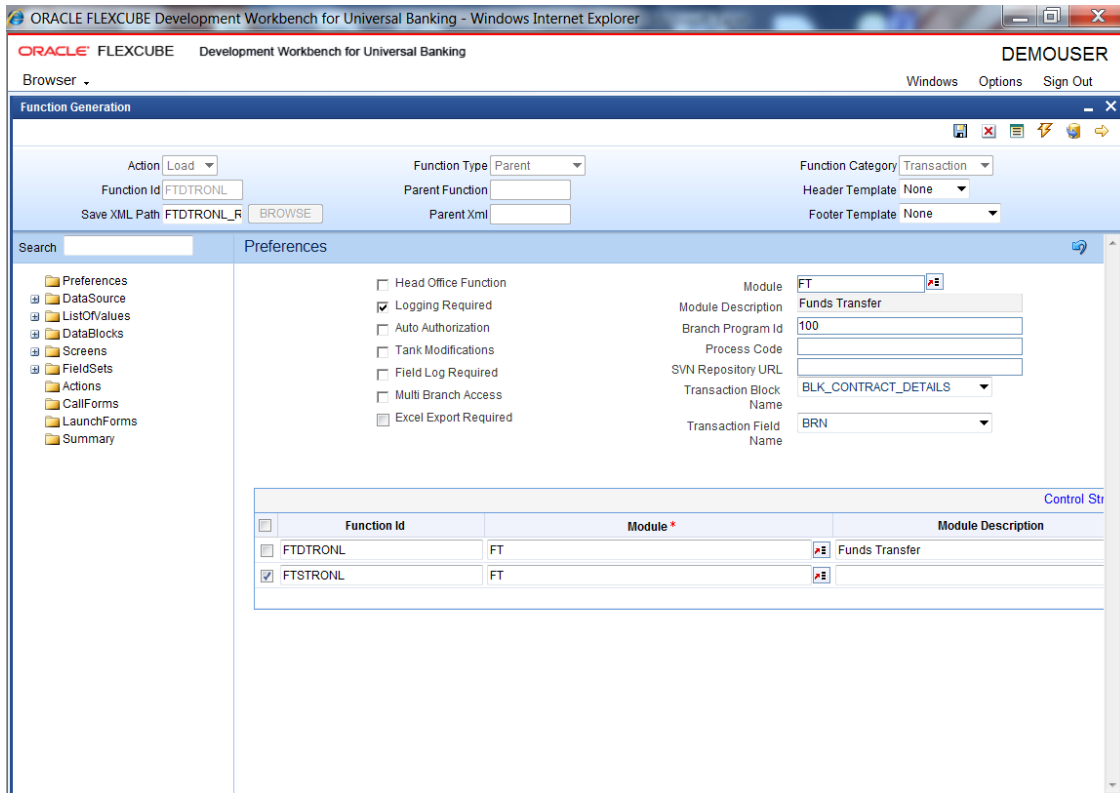 ORACLE FLEXCUBE Development Workbench for Universal Banking - Windows Internet Explorer
ORACLE FLEXCUBE Development Workbench for Universal Banking DEMOUSER
Browser Windows Options Sign Out
Function Generation
Action Load Function Type Parent Function Category Transaction
Function Id FTDTRONL Parent Function Header Template None
Save XML Path FTDTRONL_R BROWSE Parent Xml Footer Template None
Search Preferences
Preferences
DataSource
ListOfValues
DataBlocks
Screens
FieldSets
Actions
CallForms
LaunchForms
Summary
Head Office Function
Logging Required
Auto Authorization
Tank Modifications
Field Log Required
Multi Branch Access
Excel Export Required
Module FT
Module Description Funds Transfer
Branch Program Id 100
Process Code
SVN Repository URL
Transaction Block Name BLK_CONTRACT_DETAILS
Transaction Field Name BRN
Control Str
Function Id Module * Module Description
FTDTRONL FT Funds Transfer
FTSTRONL FT